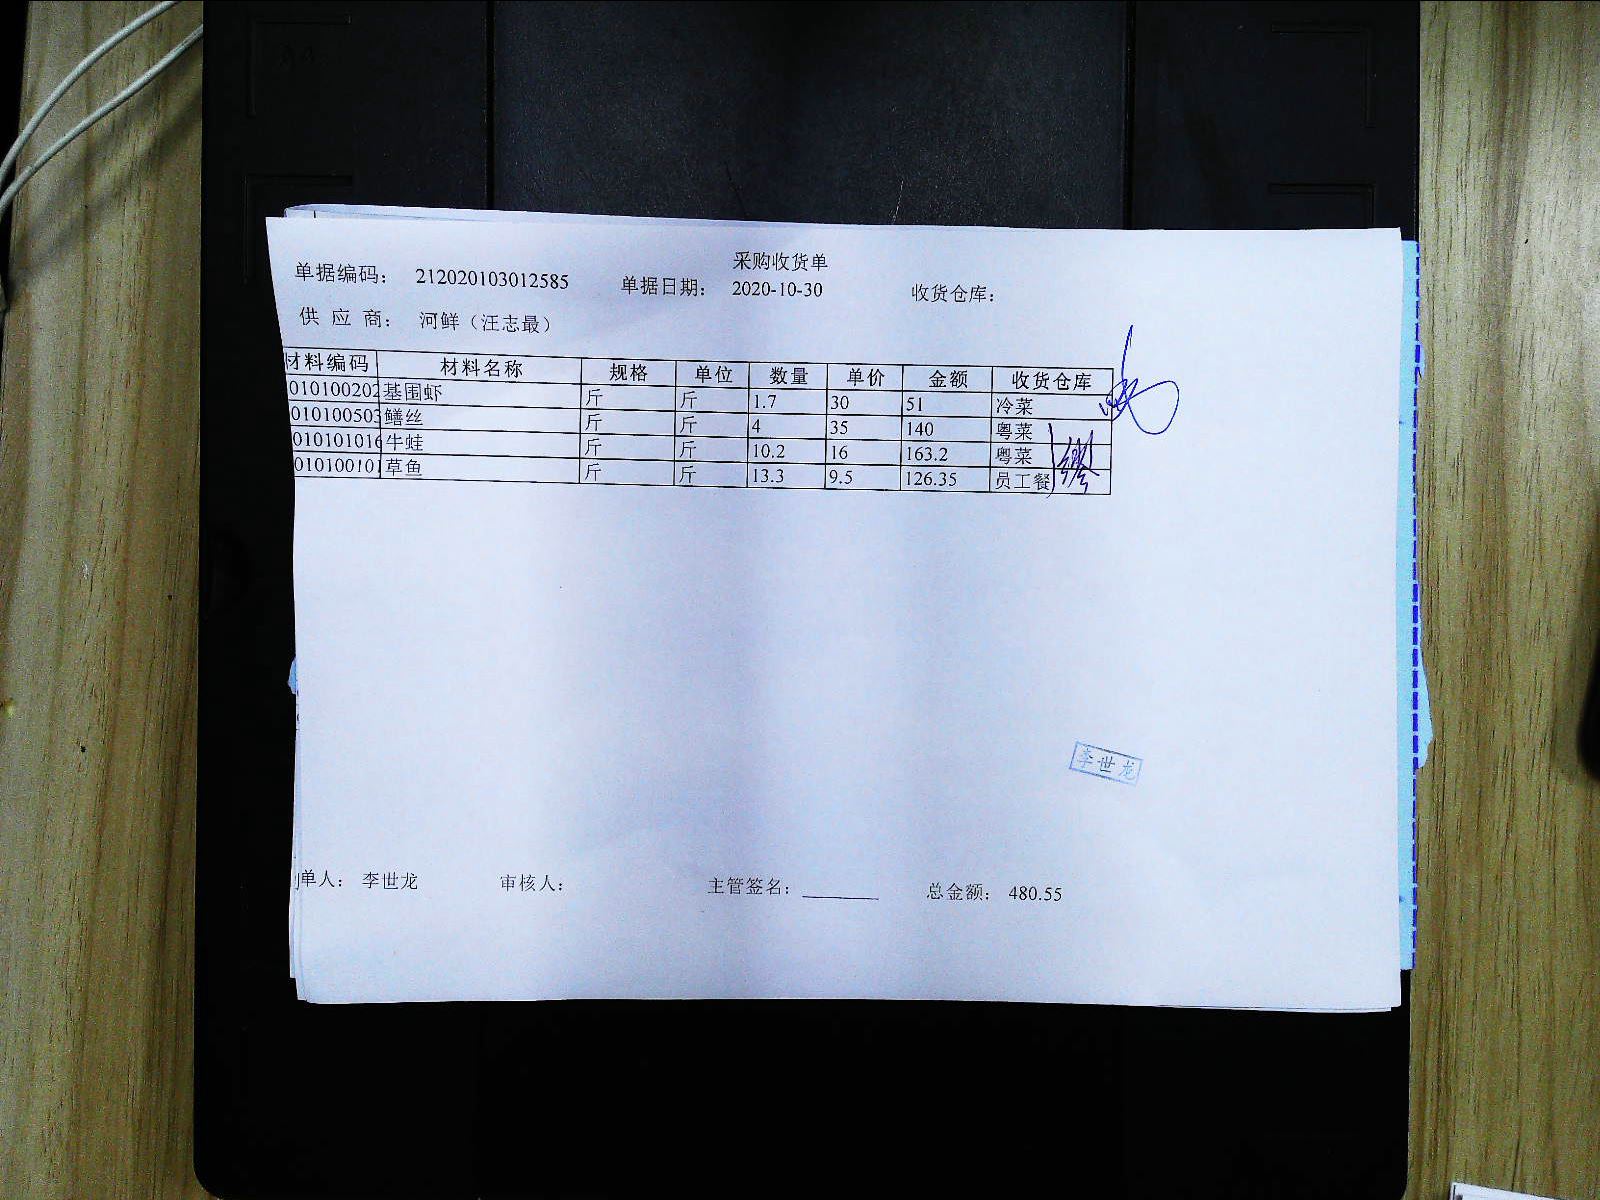 采购收货单
单据编码： 212020103012585 单据日期： 2020-10-30 收货仓库：
供 应 商： 河鲜（汪志最）
材料编码 材料名称 规格 单位 数量 单价 金额 收货仓库
010100202 基围虾 斤 斤 1.7 30 51 冷菜
010100503 鳝丝 斤 斤 4 35 140 粤菜
010101016 牛蛙 斤 斤 10.2 16 163.2 粤菜
010100101 草鱼 斤 斤 13.3 9.5 126.35 员工餐
李世龙
单人： 李世龙 审核人： 主管签名： 总金额： 480.55